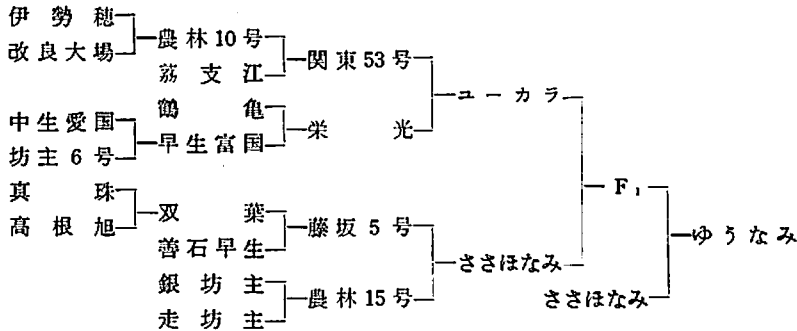 伊勢穂
改良大場
農林10号
茘支江
関東53号
鶴亀
中生愛国
坊主6号
早生富国
栄光
ユーカラ
真珠
高根旭
双葉
善石早生
藤坂5号
銀坊主
走坊主
農林15号
ささほなみ
F₁
ささほなみ
ゆうなみ